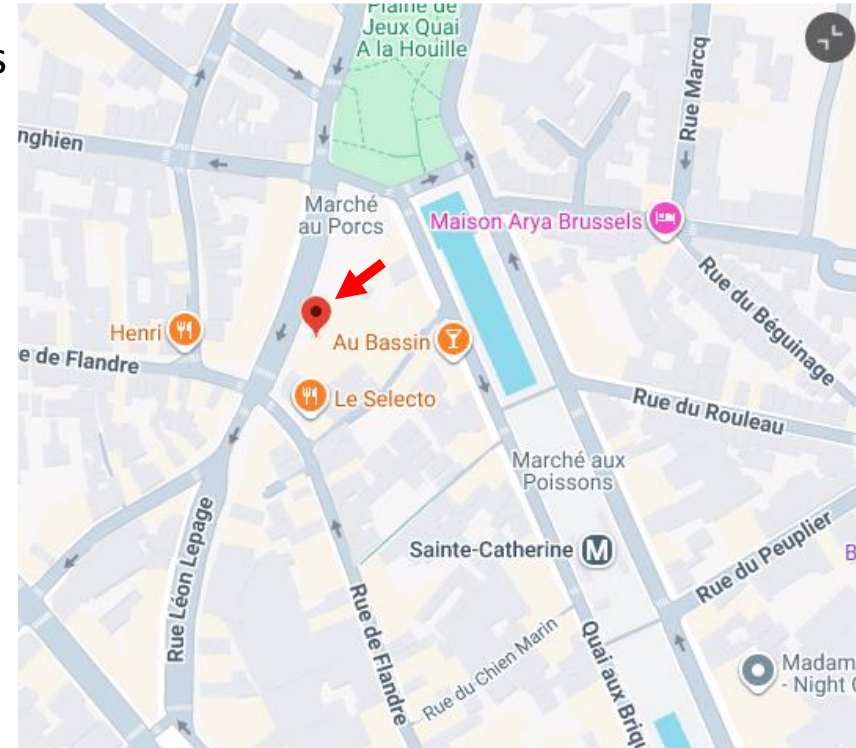 Plaine de
Jeux Quai
A la Houille
s
Rue Marcq
nghien
Marché
au Porcs
Maison Arya Brussels
Rue du Béguinage
Henri
Au Bassin
e de Flandre
Le Selecto
Rue du Rouleau
Marché aux
Poissons
Rue Léon Lepage
Sainte-Catherine M
Rue du Peuplier
B
Rue de Flandre
Rue du Chien Marin
Quai aux Briqu
Madam
- Night C